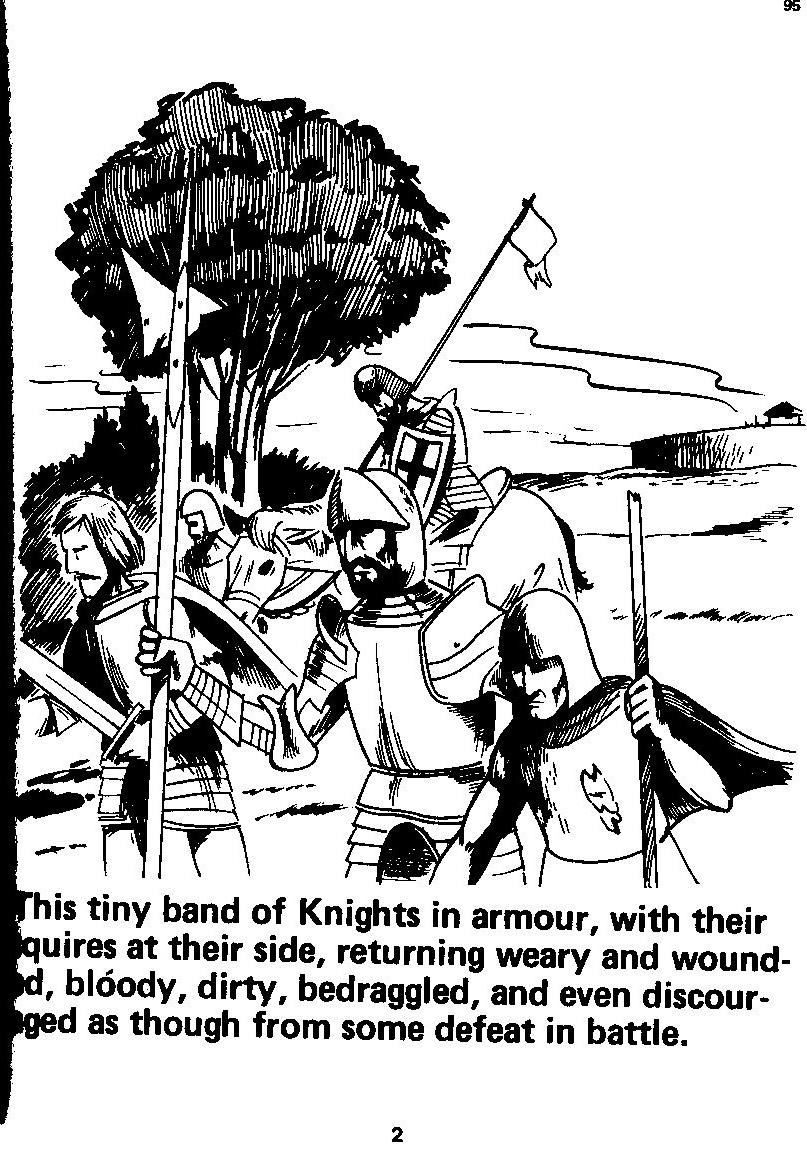 95
This tiny band of Knights in armour, with their
quires at their side, returning weary and wound-
d, blóody, dirty, bedraggled, and even discour-
ged as though from some defeat in battle.
2